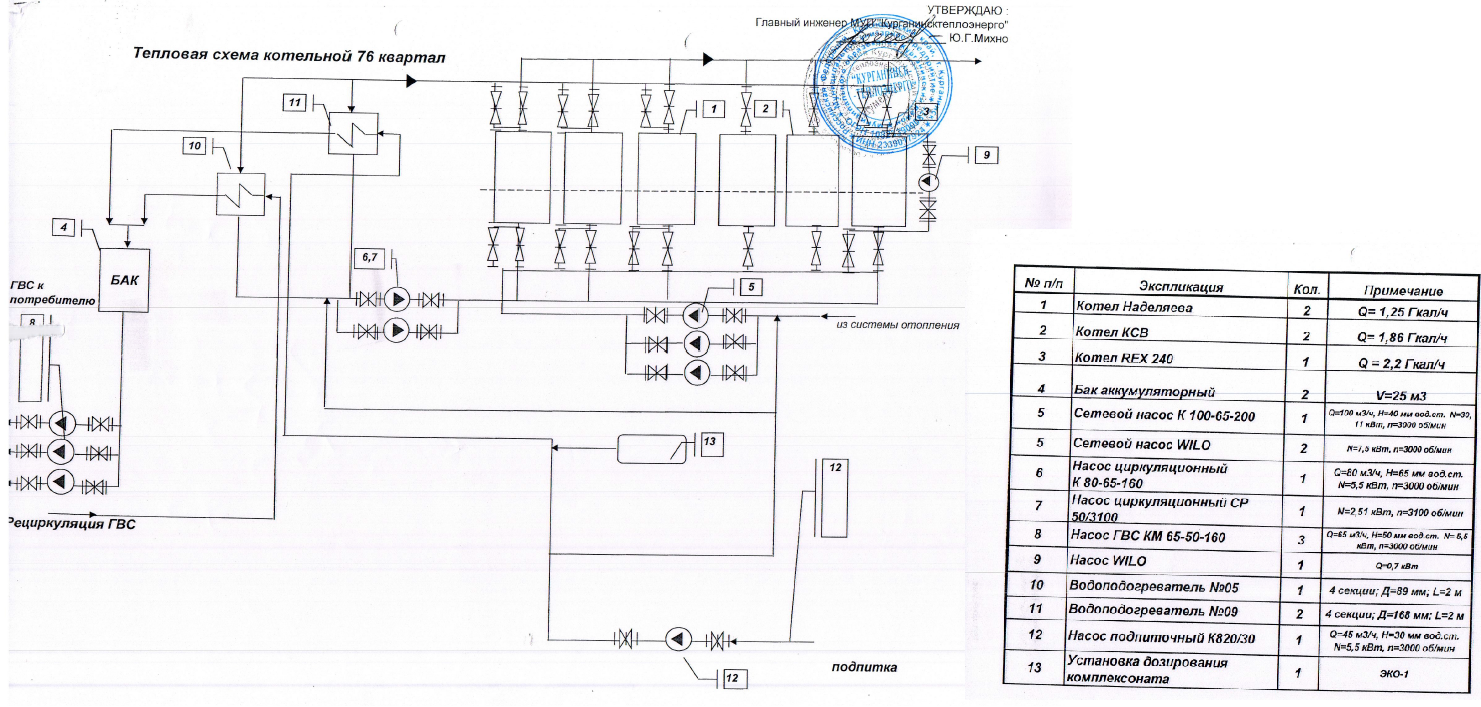 УТВЕРЖДАЮ :
Главный инженер МУП "Курганинсктеплоэнерго"
Ю.Г.Михно
Тепловая схема котельной 76 квартал
11
10
1
2
3
9
4
БАК
6,7
5
ГВС к
потребителю
8
из системы отопления
13
12
Рециркуляция ГВС
подпитка
12
№ п/п Экспликация Кол. Примечание
1 Котел Наделяева 2 Q= 1,25 Гкал/ч
2 Котел КСВ 2 Q= 1,86 Гкал/ч
3 Котел REX 240 1 Q = 2,2 Гкал/ч
4 Бак аккумуляторный 2 V=25 м3
5 Сетевой насос К 100-65-200 1 Q=100 м3/ч, Н=40 мм вод.ст. N=30,
11 кВт, n=3000 об/мин
5 Сетевой насос WILO 2 N=7,5 кВт, n=3000 об/мин
6 Насос циркуляционный
К 80-65-160 1 Q=80 м3/ч, Н=65 мм вод.ст.
N=5,5 кВт, n=3000 об/мин
7 Насос циркуляционный СР
50/3100 1 N=2,51 кВт, n=3100 об/мин
8 Насос ГВС КМ 65-50-160 3 Q=65 м3/ч, Н=50 мм вод.ст. N= 5,5
кВт, n=3000 об/мин
9 Насос WILO 1 Q=0,7 кВт
10 Водоподогреватель №05 1 4 секции; Д=89 мм; L=2 м
11 Водоподогреватель №09 2 4 секции; Д=168 мм; L=2 м
12 Насос подпиточный К820/30 1 Q=45 м3/ч, Н=30 мм вод.ст.
N=5,5 кВт, n=3000 об/мин
13 Установка дозирования
комплексоната 1 ЭКО-1